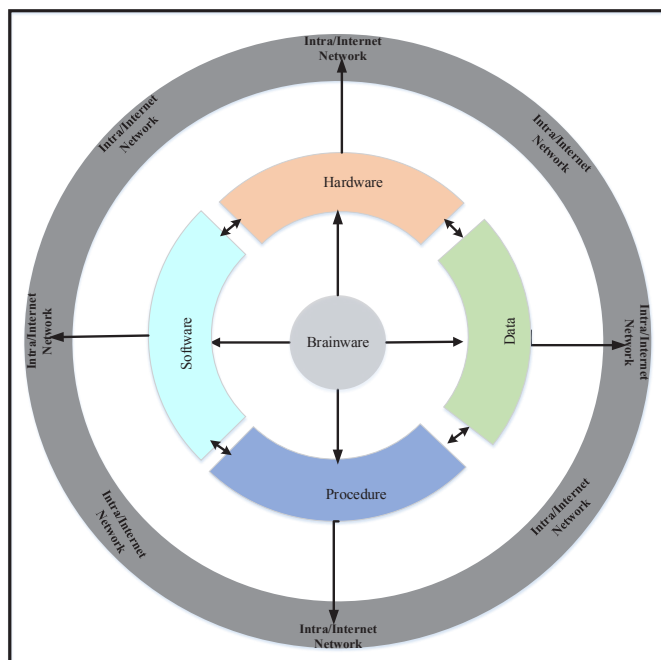 Intra/Internet
Network
Intra/Internet
Network
Intra/Internet
Network
Hardware
Intra/Internet
Network
Software
Brainware
Data
Intra/Internet
Network
Procedure
Intra/Internet
Network
Intra/Internet
Network
Intra/Internet
Network